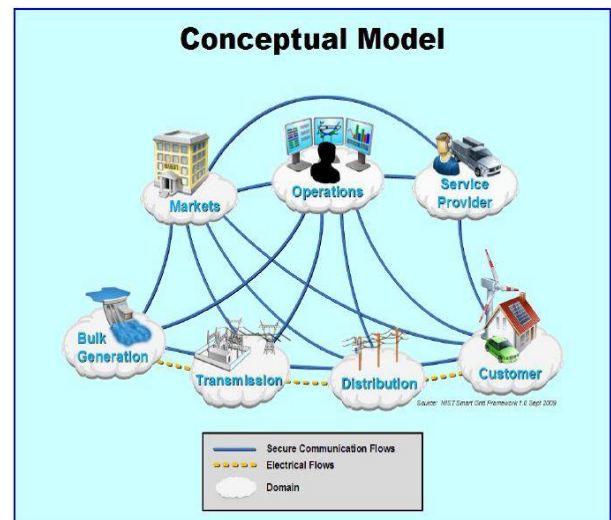 Conceptual Model
Markets
Operations
Service
Provider
Bulk
Generation
Transmission
Distribution
Customer
Source: NIST Smart Grid Framework 1.0 Sept 2009
Secure Communication Flows
Electrical Flows
Domain